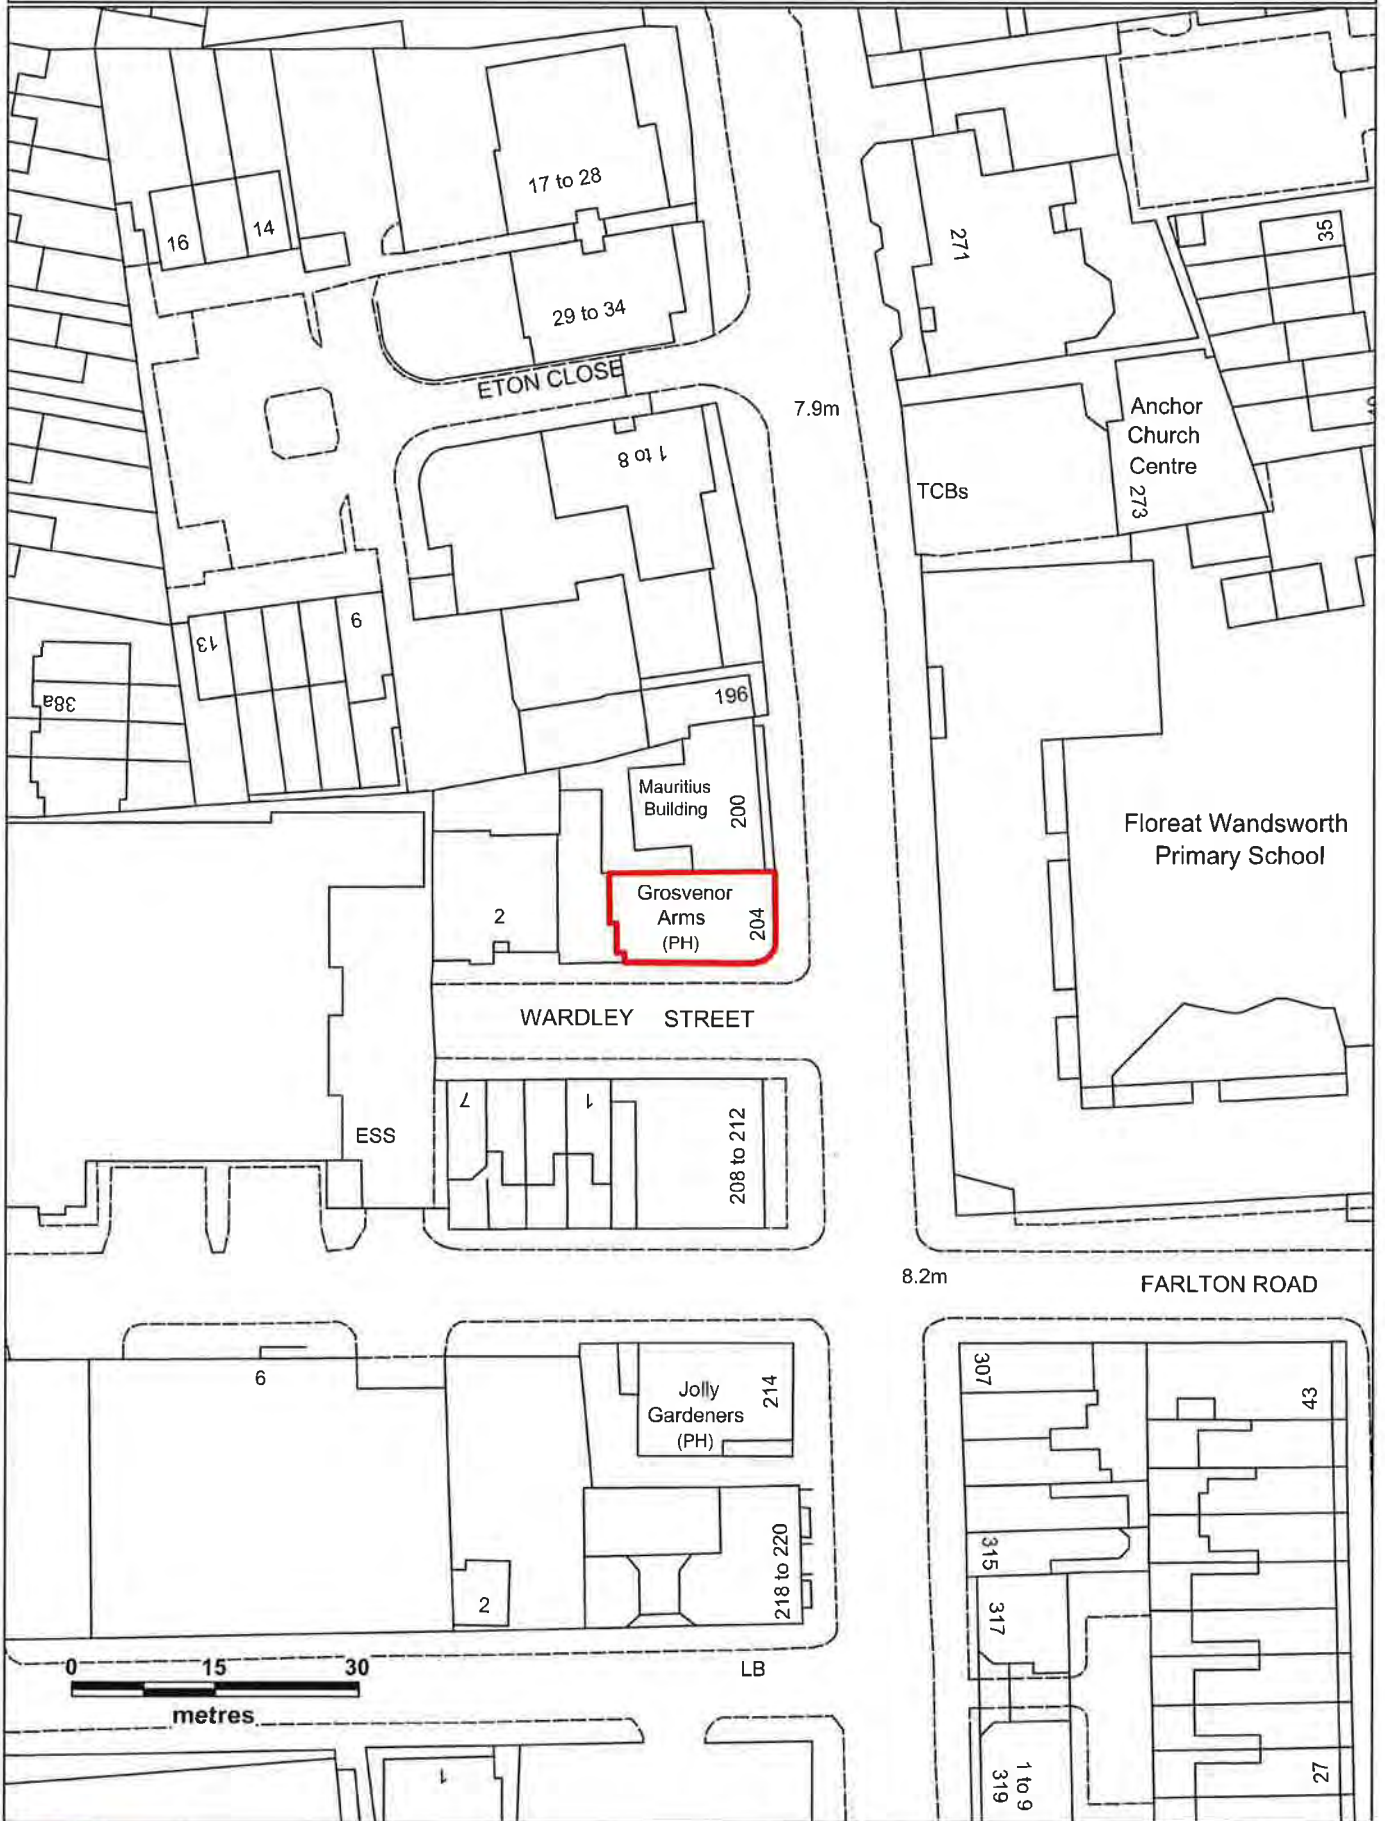 17 to 28
16
14
271
35
29 to 34
ETON CLOSE
7.9m
Anchor
Church
Centre
273
1 to 8
TCBs
13
9
38a
196
Mauritius
Building
200
Floreat Wandsworth
Primary School
Grosvenor
Arms
(PH)
204
2
WARDLEY STREET
7
1
208 to 212
ESS
8.2m
FARLTON ROAD
6
Jolly
Gardeners
(PH)
214
307
43
315
218 to 220
2
317
LB
0 15 30
metres
1
1 to 9
319
27